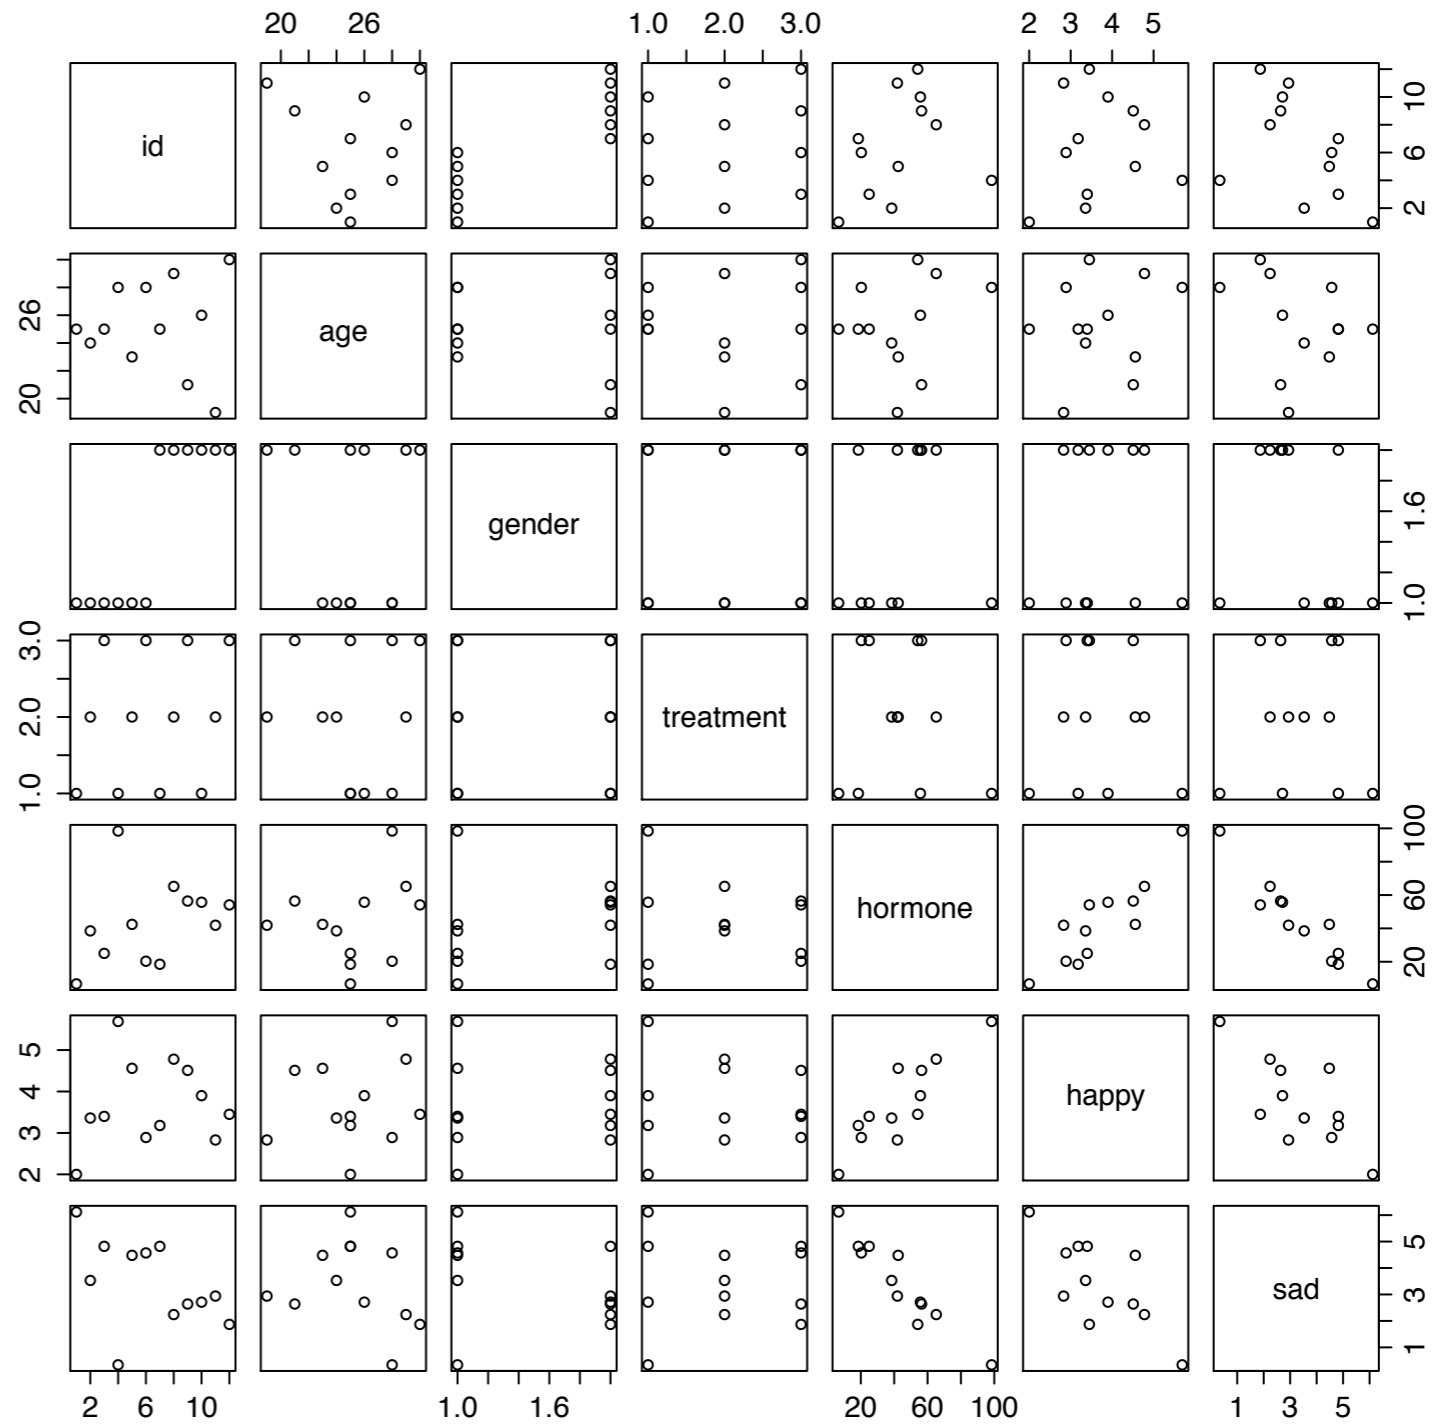 20 26 1.0 2.0 3.0 2 3 4 5
id 2 6 10
20 26 age
gender 1.0 1.6
1.0 2.0 3.0 treatment
hormone 20 60 100
2 3 4 5 happy
sad 1 3 5
2 6 10 1.0 1.6 20 60 100 1 3 5